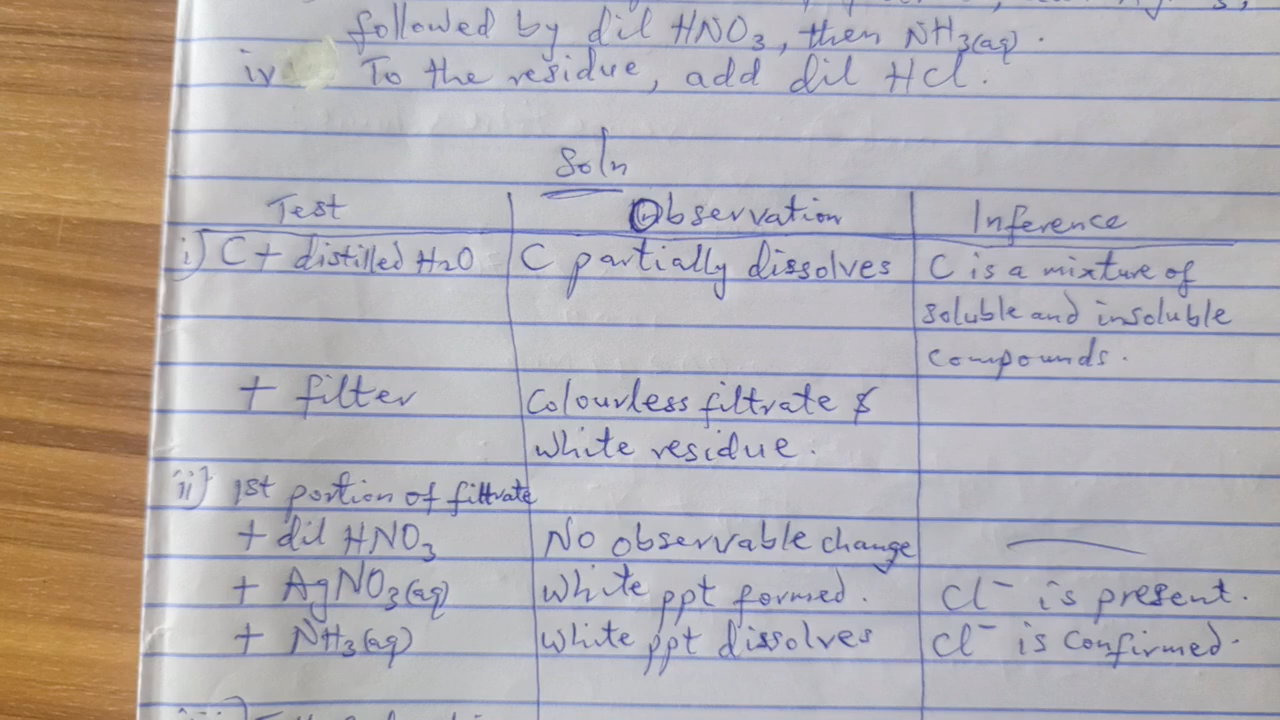 followed by dil HNO3, then NH3(aq).
iv To the residue, add dil HCl.
Soln
Test Observation Inference
i) C + distilled H2O C partially dissolves C is a mixture of
soluble and insoluble
compounds.
+ filter Colourless filtrate &
white residue.
ii) 1st portion of filtrate
+ dil HNO3 No observable change —
+ AgNO3(aq) White ppt formed. Cl⁻ is present.
+ NH3(aq) White ppt dissolves Cl⁻ is confirmed.